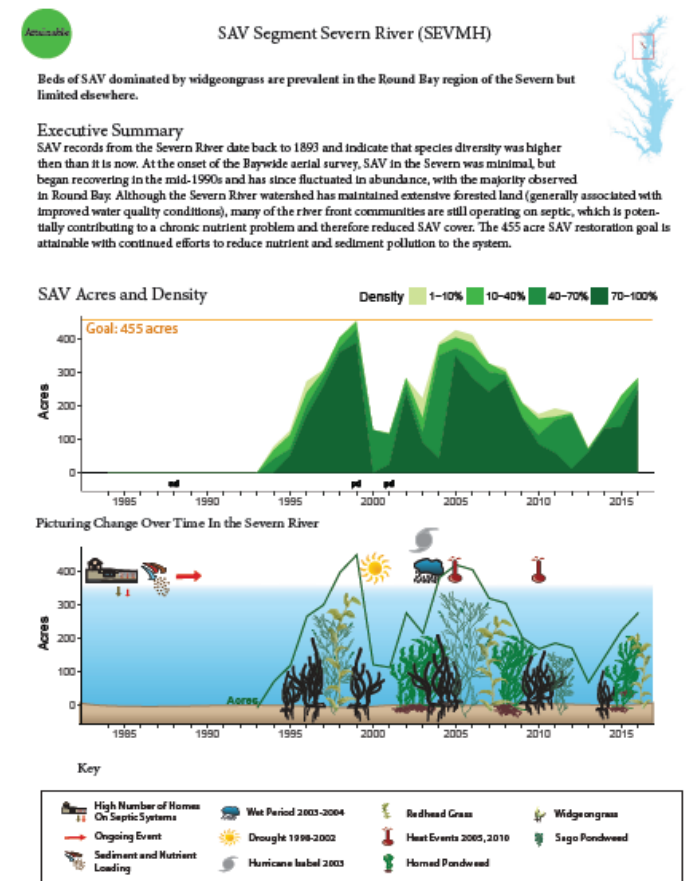 Attainable
SAV Segment Severn River (SEVMH)
Beds of SAV dominated by widgeongrass are prevalent in the Round Bay region of the Severn but
limited elsewhere.
Executive Summary
SAV records from the Severn River date back to 1893 and indicate that species diversity was higher
then than it is now. At the onset of the Baywide aerial survey, SAV in the Severn was minimal, but
began recovering in the mid-1990s and has since fluctuated in abundance, with the majority observed
in Round Bay. Although the Severn River watershed has maintained extensive forested land (generally associated with
improved water quality conditions), many of the river front communities are still operating on septic, which is poten-
tially contributing to a chronic nutrient problem and therefore reduced SAV cover. The 455 acre SAV restoration goal is
attainable with continued efforts to reduce nutrient and sediment pollution to the system.
SAV Acres and Density
Density 1-10% 10-40% 40-70% 70-100%
Goal: 455 acres
400
300
200
100
0
Acres
nd pd pd
1985 1990 1995 2000 2005 2010 2015
Picturing Change Over Time In the Severn River
400
300
200
100
0
Acres
Acres
1985 1990 1995 2000 2005 2010 2015
Key
High Number of Homes
On Septic Systems
Ongoing Event
Sediment and Nutrient
Loading
Wet Period 2003-2004
Drought 1998-2002
Hurricane Isabel 2003
Redhead Grass
Heat Events 2005, 2010
Horned Pondweed
Widgeongrass
Sago Pondweed